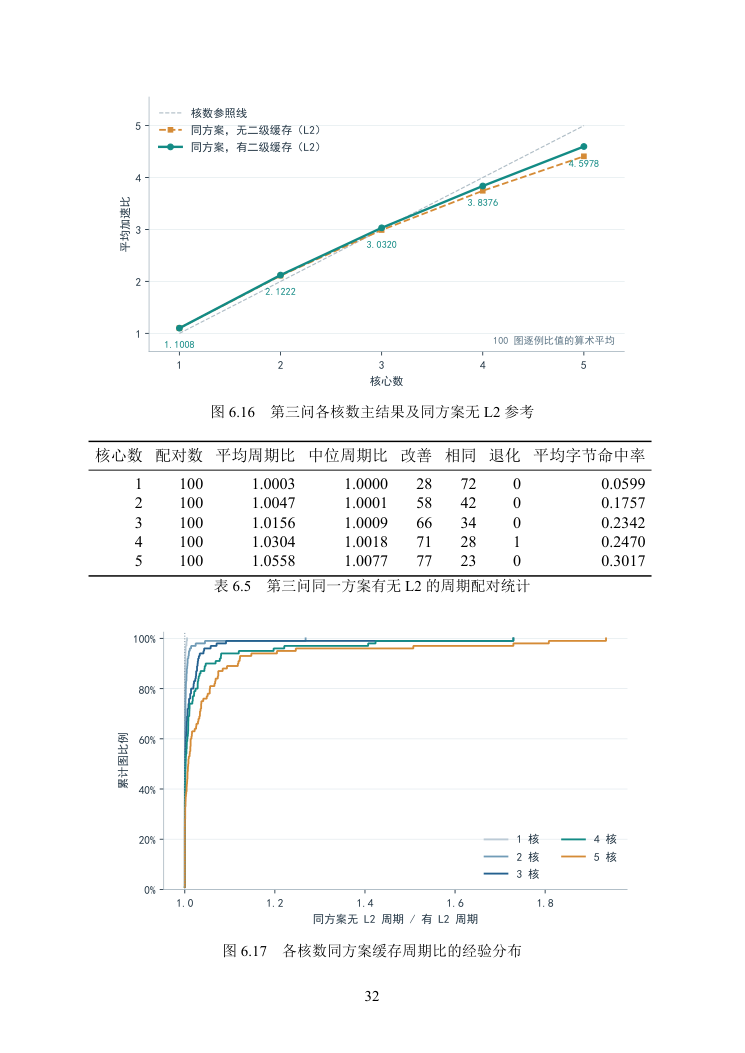 核数参照线
同方案，无二级缓存（L2）
同方案，有二级缓存（L2）
5
4
3
2
1
平均加速比
1.1008
2.1222
3.0320
3.8376
4.5978
100 图逐例比值的算术平均
1 2 3 4 5
核心数
图 6.16 第三问各核数主结果及同方案无 L2 参考
核心数 配对数 平均周期比 中位周期比 改善 相同 退化 平均字节命中率
1 100 1.0003 1.0000 28 72 0 0.0599
2 100 1.0047 1.0001 58 42 0 0.1757
3 100 1.0156 1.0009 66 34 0 0.2342
4 100 1.0304 1.0018 71 28 1 0.2470
5 100 1.0558 1.0077 77 23 0 0.3017
表 6.5 第三问同一方案有无 L2 的周期配对统计
100%
80%
60%
40%
20%
0%
累计图比例
1 核 4 核
2 核 5 核
3 核
1.0 1.2 1.4 1.6 1.8
同方案无 L2 周期 / 有 L2 周期
图 6.17 各核数同方案缓存周期比的经验分布
32